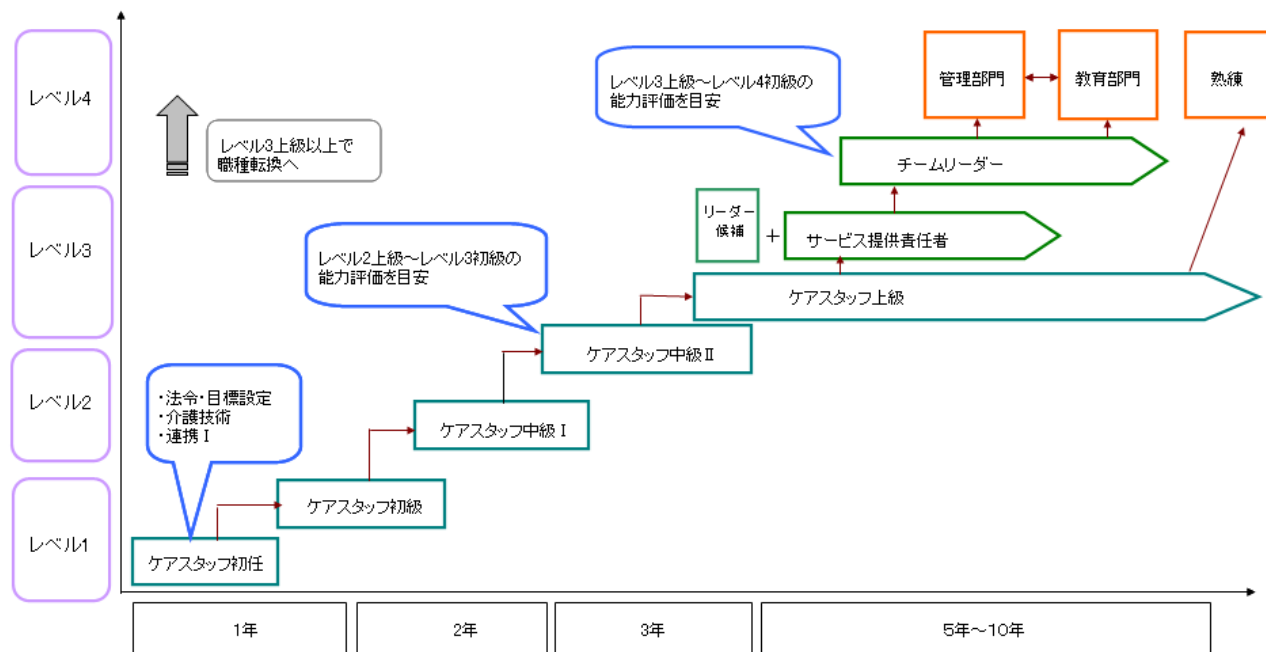 レベル4
レベル3上級以上で
職種転換へ
レベル3上級～レベル4初級の
能力評価を目安
管理部門
教育部門
熟練
チームリーダー
レベル3
リーダー
候補
+
サービス提供責任者
レベル2上級～レベル3初級の
能力評価を目安
ケアスタッフ上級
ケアスタッフ中級Ⅱ
レベル2
・法令・目標設定
・介護技術
・連携Ⅰ
ケアスタッフ中級Ⅰ
ケアスタッフ初級
レベル1
ケアスタッフ初任
1年
2年
3年
5年～10年